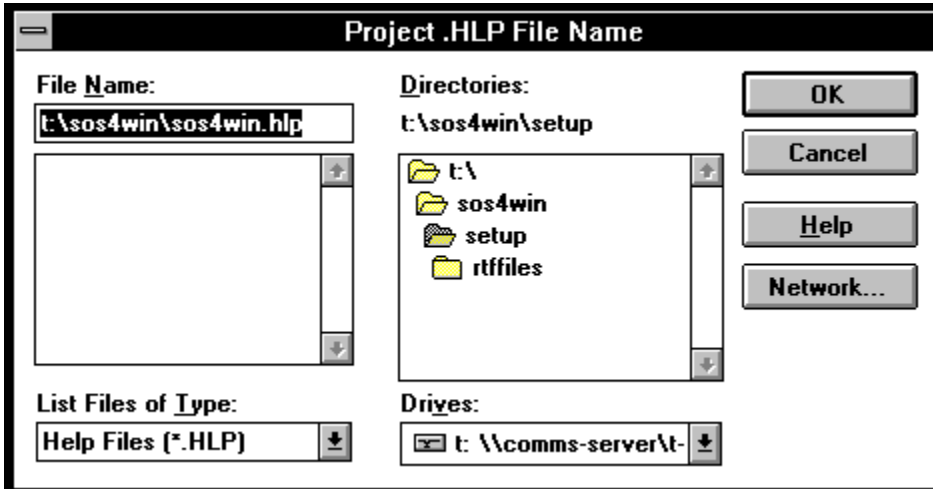 Project .HLP File Name
File Name:
t:\sos4win\sos4win.hlp
List Files of Type:
Help Files (*.HLP)
Directories:
t:\sos4win\setup
t:\
sos4win
setup
rtffiles
Drives:
t: \\comms-server\t-
OK
Cancel
Help
Network...